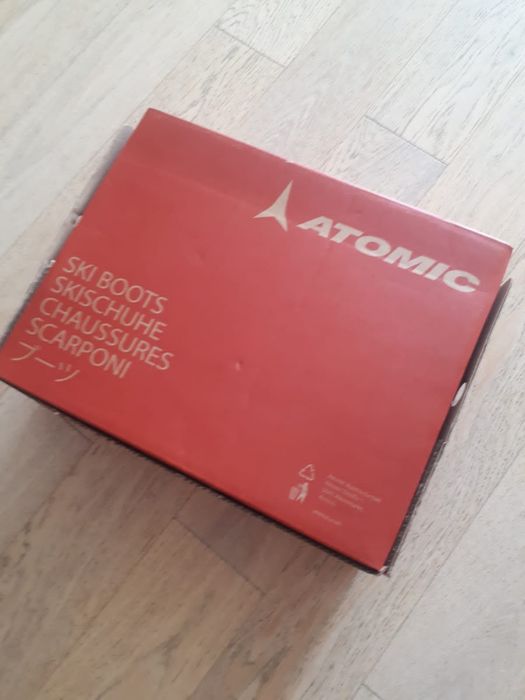 ATOMIC
SKI BOOTS
SKISCHUHE
CHAUSSURES
SCARPONI
ブーツ